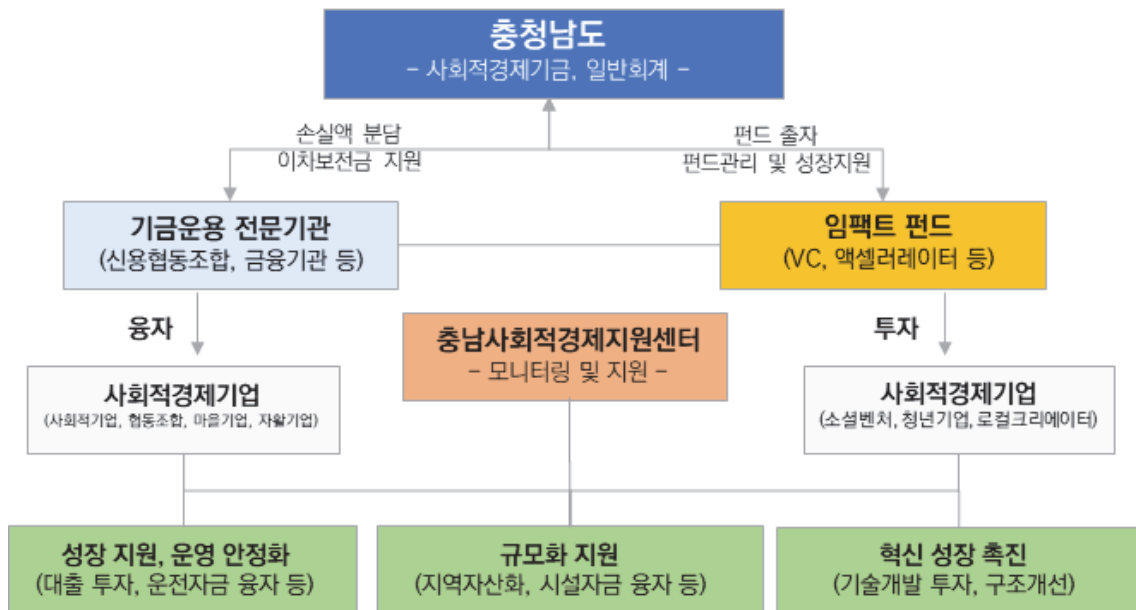 충청남도
- 사회적경제기금, 일반회계 -
손실액 분담
이차보전금 지원
펀드 출자
펀드관리 및 성장지원
기금운용 전문기관
(신용협동조합, 금융기관 등)
임팩트 펀드
(VC, 액셀러레이터 등)
융자
투자
충남사회적경제지원센터
- 모니터링 및 지원 -
사회적경제기업
(사회적기업, 협동조합, 마을기업, 자활기업)
사회적경제기업
(소셜벤처, 청년기업, 로컬크리에이터)
성장 지원, 운영 안정화
(대출 투자, 운전자금 융자 등)
규모화 지원
(지역자산화, 시설자금 융자 등)
혁신 성장 촉진
(기술개발 투자, 구조개선)